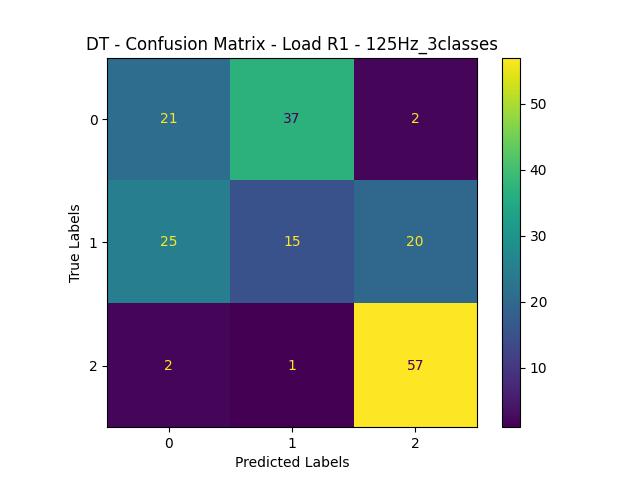 DT - Confusion Matrix - Load R1 - 125Hz_3classes
0 21 37 2
1 25 15 20
2 2 1 57
0 1 2
Predicted Labels
True Labels
50
40
30
20
10